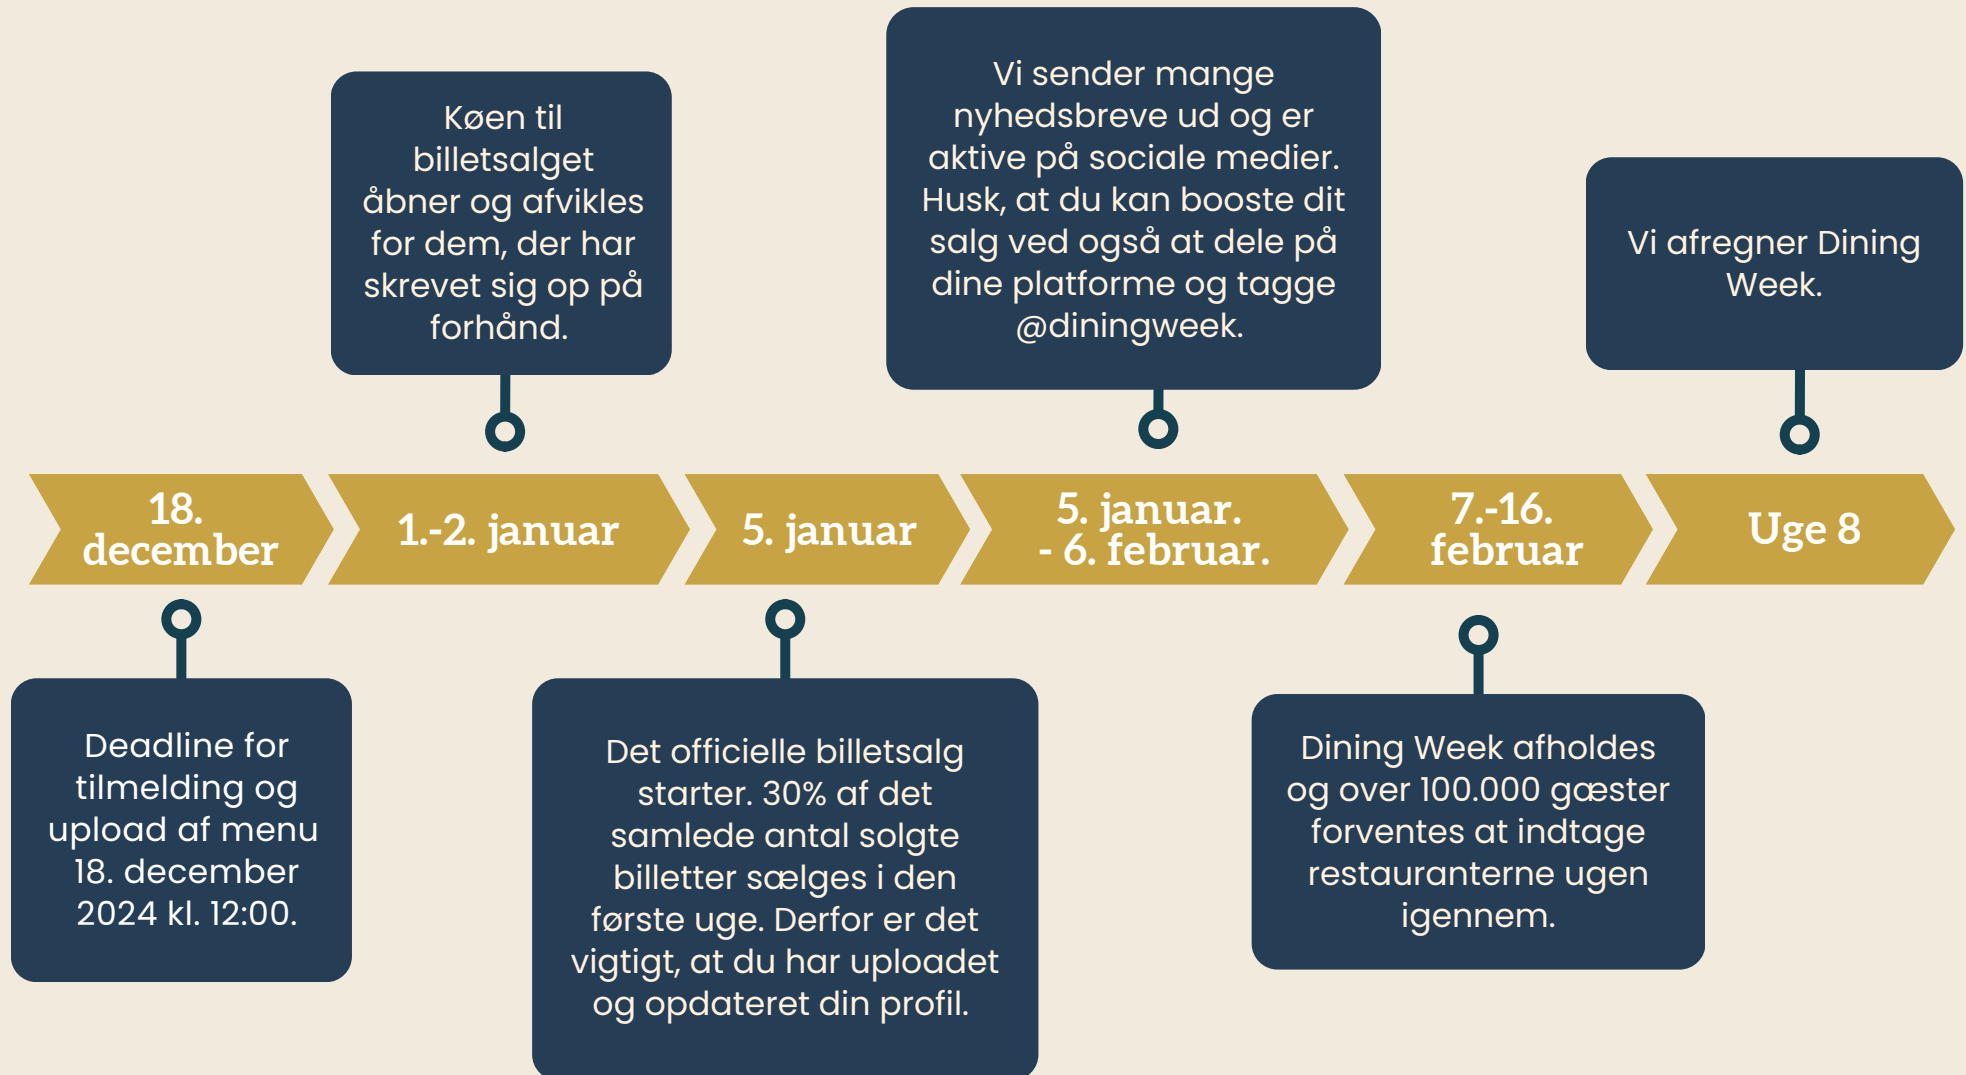 Køen til
billetsalget
åbner og afvikles
for dem, der har
skrevet sig op på
forhånd.
Vi sender mange
nyhedsbreve ud og er
aktive på sociale medier.
Husk, at du kan booste dit
salg ved også at dele på
dine platforme og tagge
@diningweek.
Vi afregner Dining
Week.
18.
december
1.-2. januar
5. januar
5. januar.
- 6. februar.
7.-16.
februar
Uge 8
Deadline for
tilmelding og
upload af menu
18. december
2024 kl. 12:00.
Det officielle billetsalg
starter. 30% af det
samlede antal solgte
billetter sælges i den
første uge. Derfor er det
vigtigt, at du har uploadet
og opdateret din profil.
Dining Week afholdes
og over 100.000 gæster
forventes at indtage
restauranterne ugen
igennem.